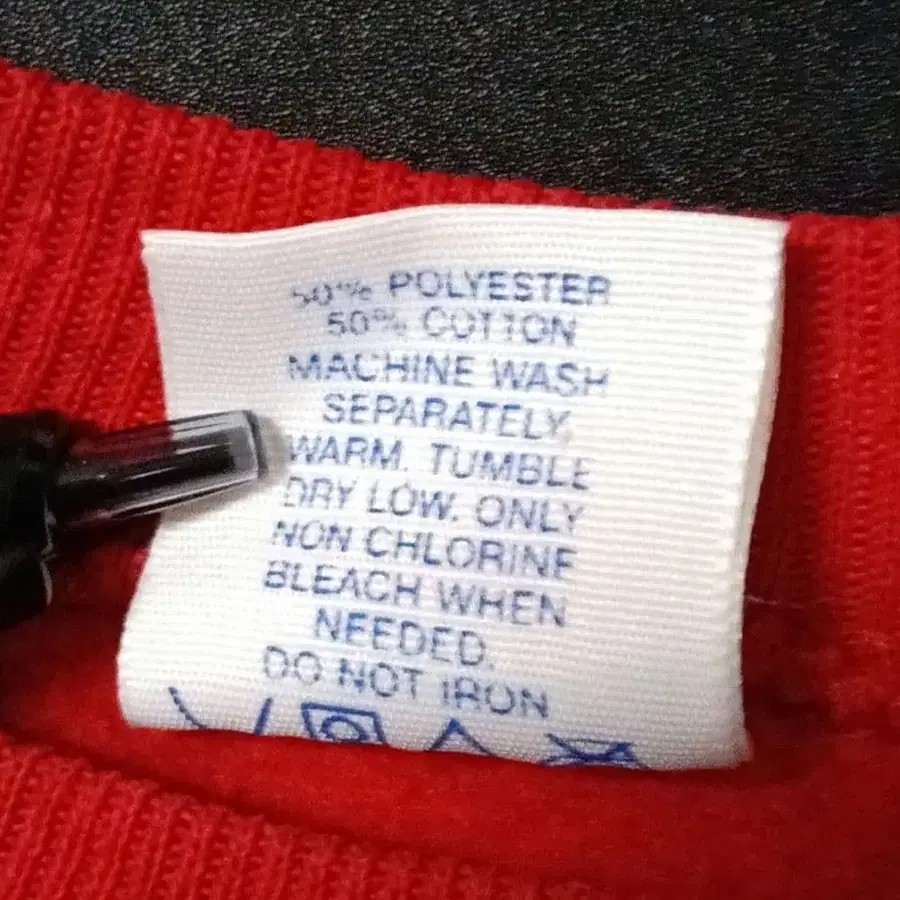 50% POLYESTER
50% COTTON
MACHINE WASH
SEPARATELY,
WARM. TUMBLE
DRY LOW. ONLY
NON CHLORINE
BLEACH WHEN
NEEDED.
DO NOT IRON